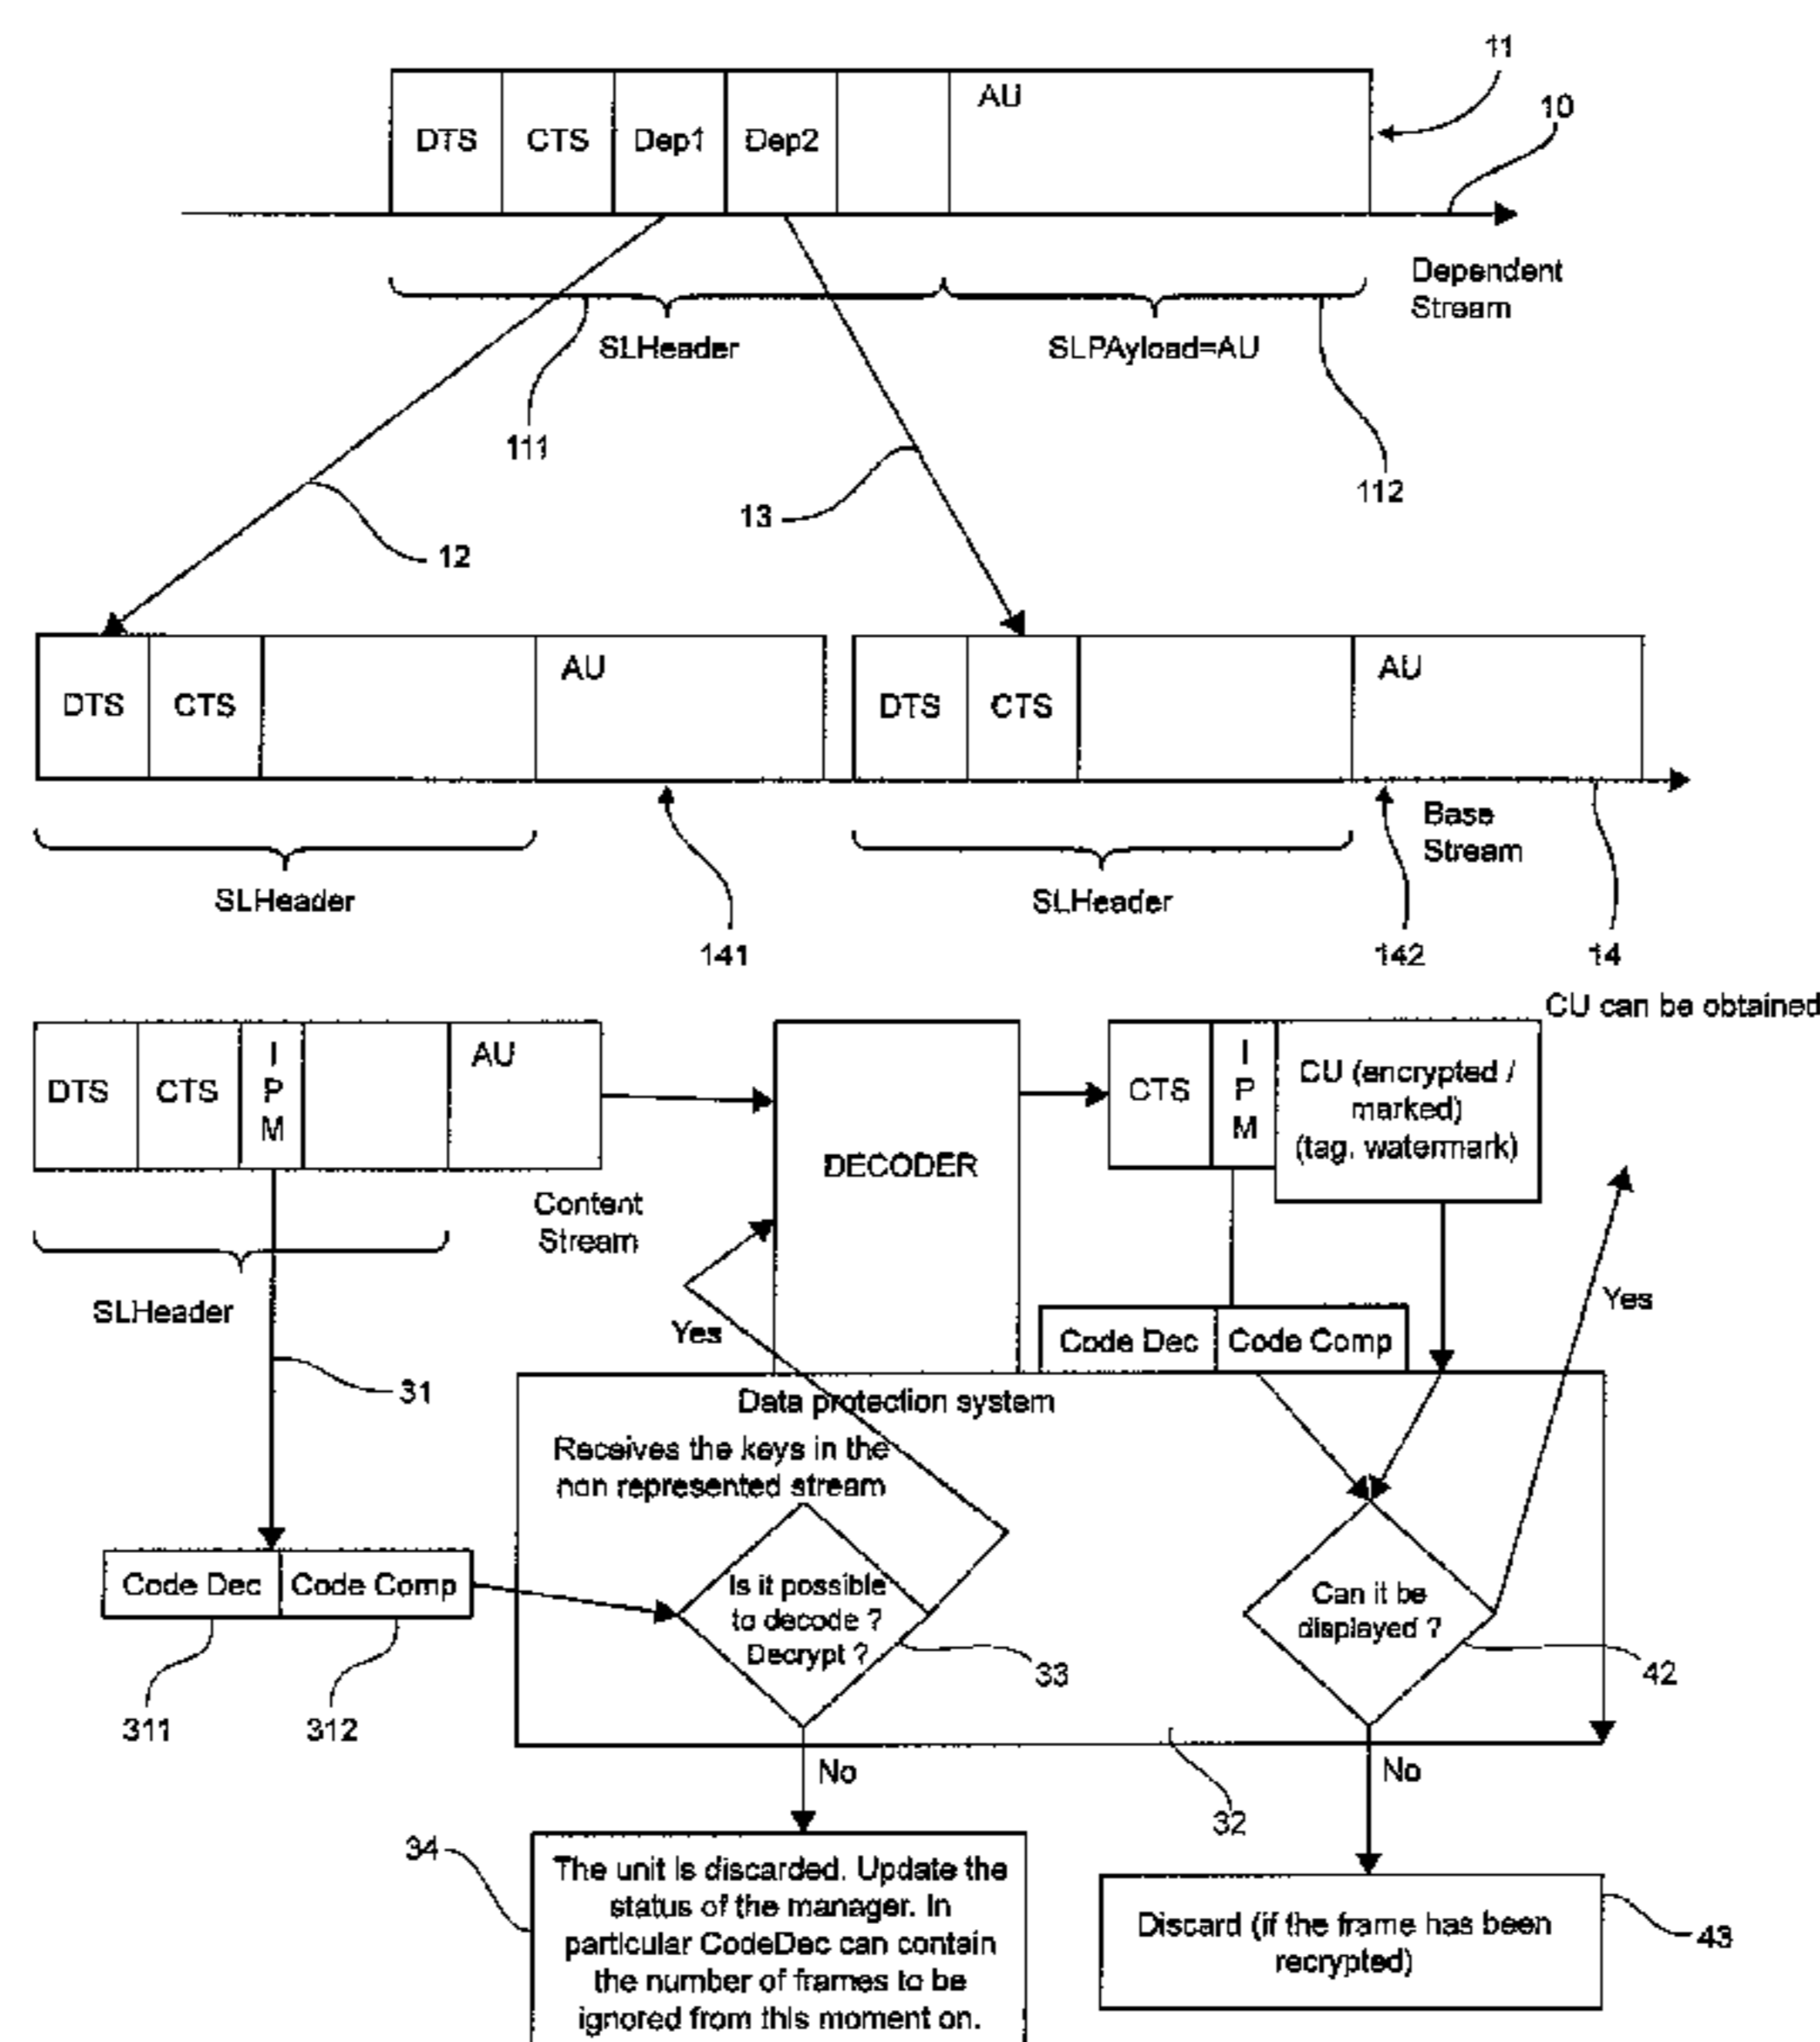 11
10
DTS
CTS
Dep1
Dep2
AU
Dependent
Stream
SLHeader
SLPAyload=AU
111
112
13
12
DTS
CTS
AU
DTS
CTS
AU
Base
Stream
SLHeader
SLHeader
141
142
14
CU can be obtained
DTS
CTS
I
P
M
AU
DECODER
CTS
I
P
M
CU (encrypted /
marked)
(tag, watermark)
Content
Stream
SLHeader
Yes
Yes
Code Dec
Code Comp
31
Data protection system
Receives the keys in the
non represented stream
Code Dec
Code Comp
Is it possible
to decode ?
Decrypt ?
Can it be
displayed ?
33
42
311
312
No
No
32
34
The unit is discarded. Update the
status of the manager. In
particular CodeDec can contain
the number of frames to be
ignored from this moment on.
Discard (if the frame has been
recrypted)
43